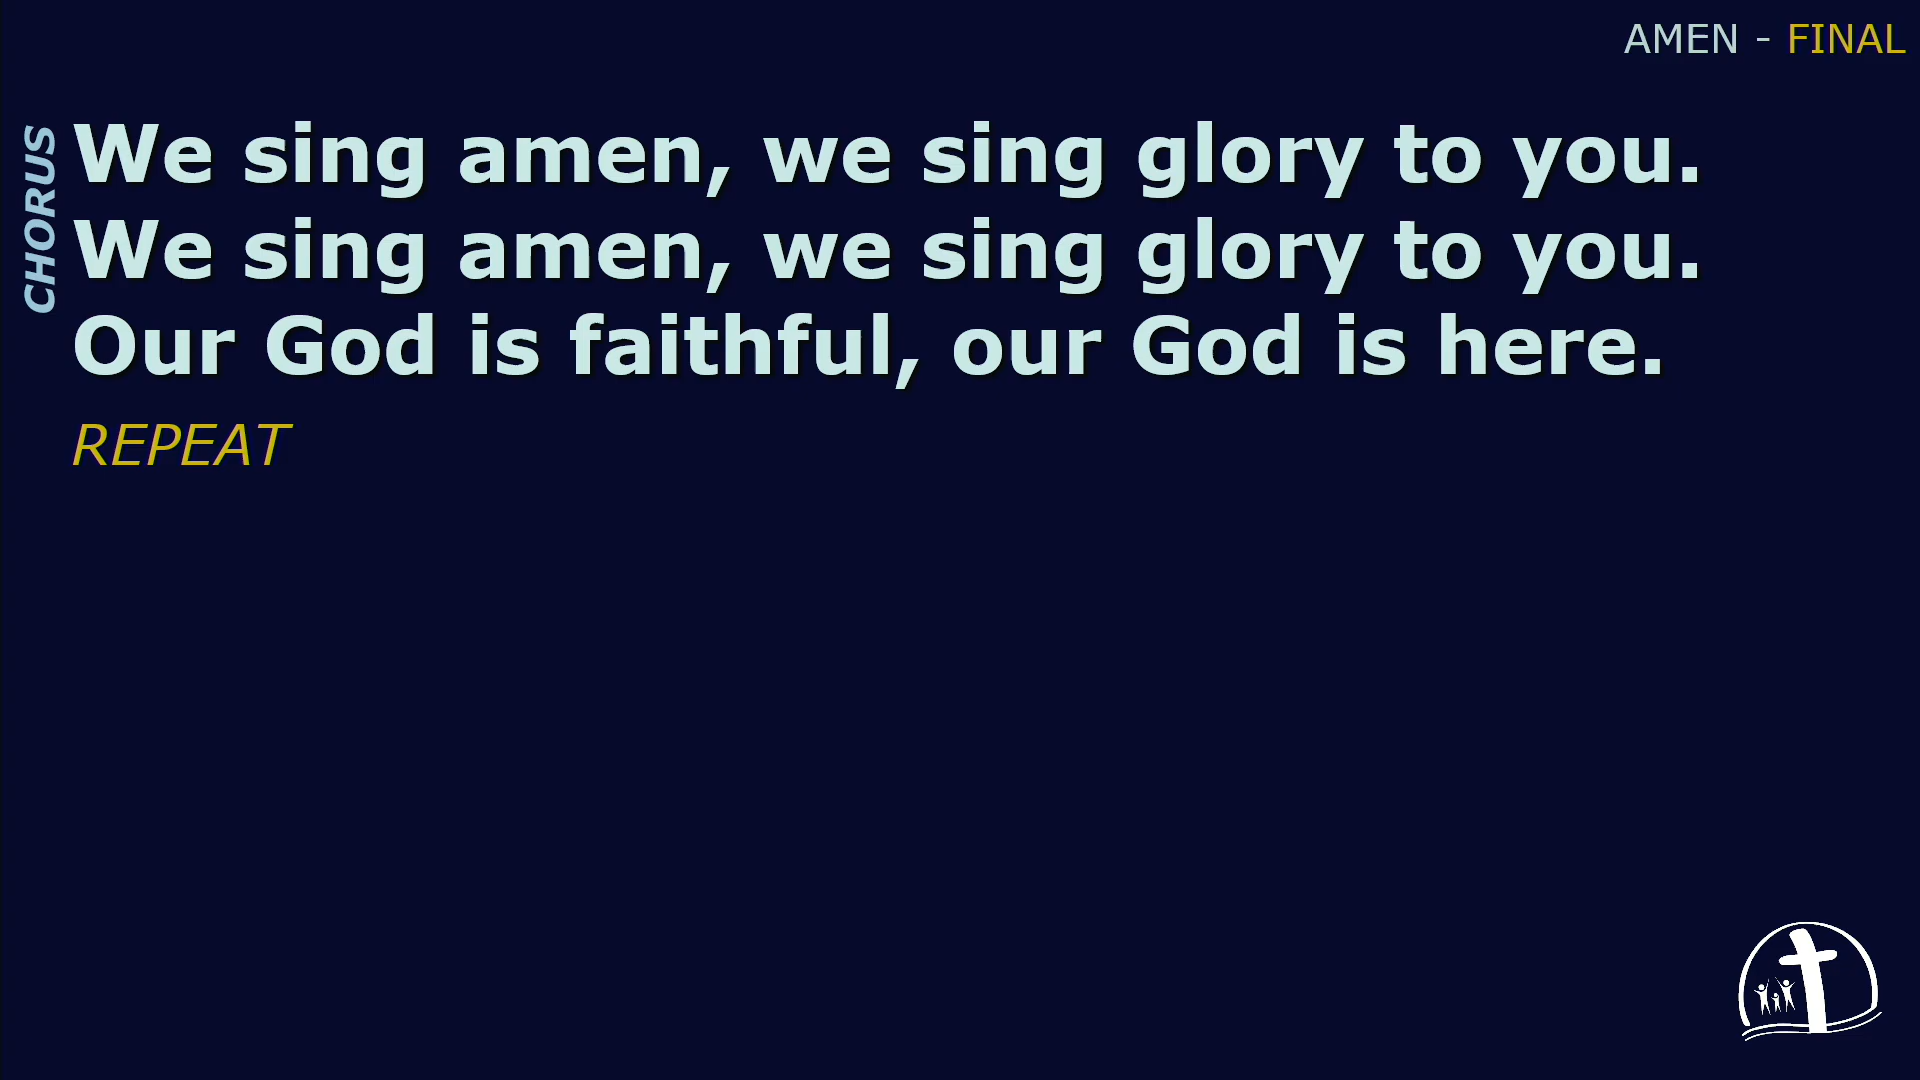 AMEN - FINAL
CHORUS
We sing amen, we sing glory to you.
We sing amen, we sing glory to you.
Our God is faithful, our God is here.
REPEAT